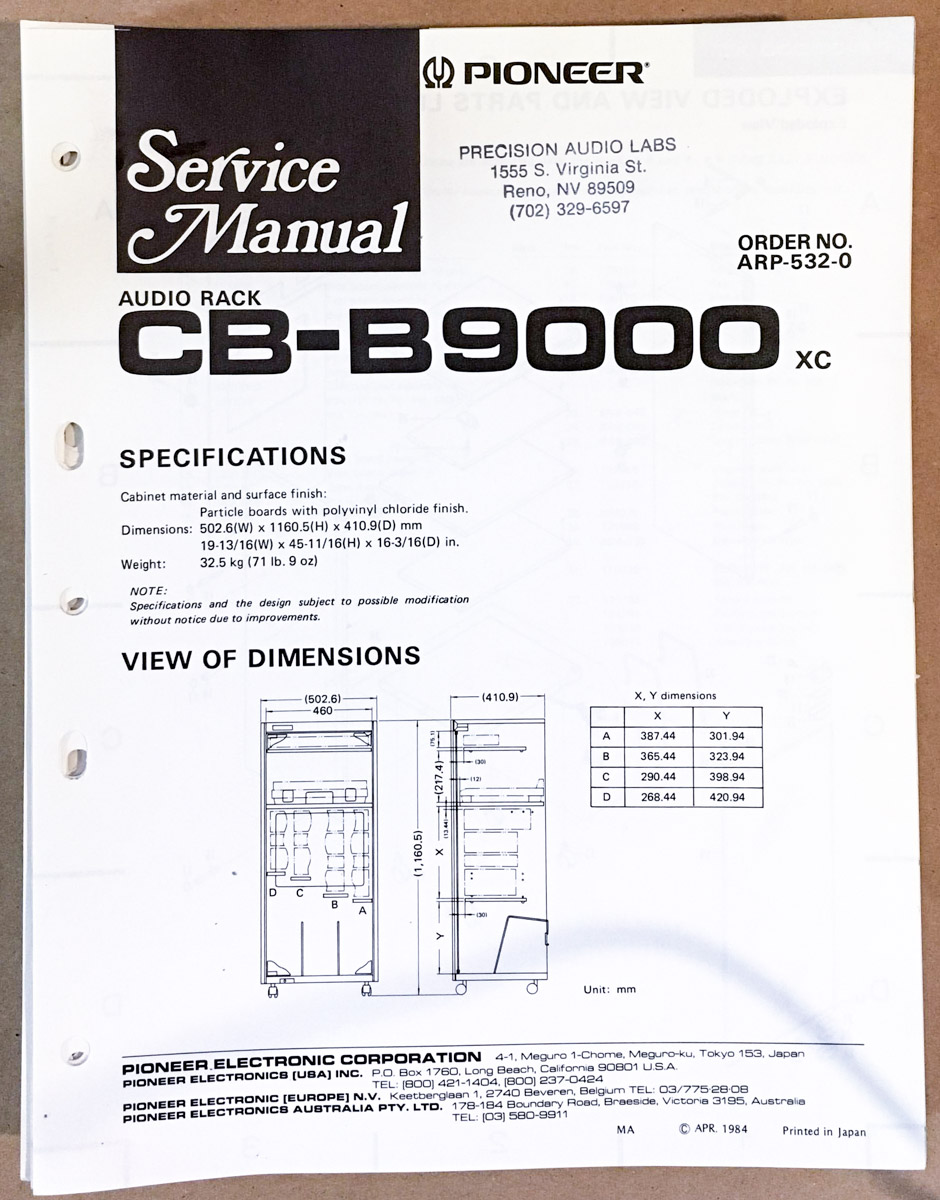 PIONEER
Service
Manual
PRECISION AUDIO LABS
1555 S. Virginia St.
Reno, NV 89509
(702) 329-6597
ORDER NO.
ARP-532-0
AUDIO RACK
CB-B9000 XC
SPECIFICATIONS
Cabinet material and surface finish:
Particle boards with polyvinyl chloride finish.
Dimensions: 502.6(W) x 1160.5(H) x 410.9(D) mm
19-13/16(W) x 45-11/16(H) x 16-3/16(D) in.
Weight: 32.5 kg (71 lb. 9 oz)
NOTE:
Specifications and the design subject to possible modification
without notice due to improvements.
VIEW OF DIMENSIONS
(502.6)
460
(410.9)
(75.1)
(30)
(217.4)
(12)
(13.44)
(1,160.5)
X
(30)
Y
D
C
B
A
X, Y dimensions
X Y
A 387.44 301.94
B 365.44 323.94
C 290.44 398.94
D 268.44 420.94
Unit: mm
PIONEER ELECTRONIC CORPORATION 4-1, Meguro 1-Chome, Meguro-ku, Tokyo 153, Japan
PIONEER ELECTRONICS [USA] INC. P.O. Box 1760, Long Beach, California 90801 U.S.A.
TEL: [800] 421-1404, [800] 237-0424
PIONEER ELECTRONIC [EUROPE] N.V. Keetberglaan 1, 2740 Beveren, Belgium TEL: 03/775-28-08
PIONEER ELECTRONICS AUSTRALIA PTY. LTD. 178-184 Boundary Road, Braeside, Victoria 3195, Australia
TEL: [03] 580-9911
MA © APR. 1984 Printed in Japan